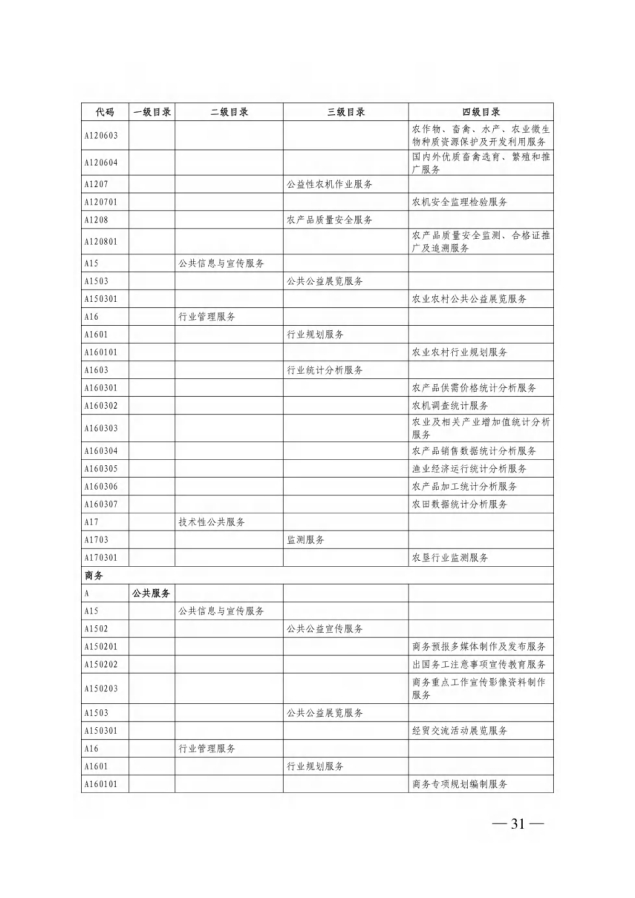 代码 一级目录 二级目录 三级目录 四级目录
A120603 农作物、畜禽、水产、农业微生
物种质资源保护及开发利用服务
A120604 国内外优质畜禽选育、繁殖和推
广服务
A1207 公益性农机作业服务
A120701 农机安全监理检验服务
A1208 农产品质量安全服务
A120801 农产品质量安全监测、合格证推
广及追溯服务
A15 公共信息与宣传服务
A1503 公共公益展览服务
A150301 农业农村公共公益展览服务
A16 行业管理服务
A1601 行业规划服务
A160101 农业农村行业规划服务
A1603 行业统计分析服务
A160301 农产品供需价格统计分析服务
A160302 农机调查统计服务
A160303 农业及相关产业增加值统计分析
服务
A160304 农产品销售数据统计分析服务
A160305 渔业经济运行统计分析服务
A160306 农产品加工统计分析服务
A160307 农田数据统计分析服务
A17 技术性公共服务
A1703 监测服务
A170301 农垦行业监测服务
商务
A 公共服务
A15 公共信息与宣传服务
A1502 公共公益宣传服务
A150201 商务预报多媒体制作及发布服务
A150202 出国务工注意事项宣传教育服务
A150203 商务重点工作宣传影像资料制作
服务
A1503 公共公益展览服务
A150301 经贸交流活动展览服务
A16 行业管理服务
A1601 行业规划服务
A160101 商务专项规划编制服务
— 31 —